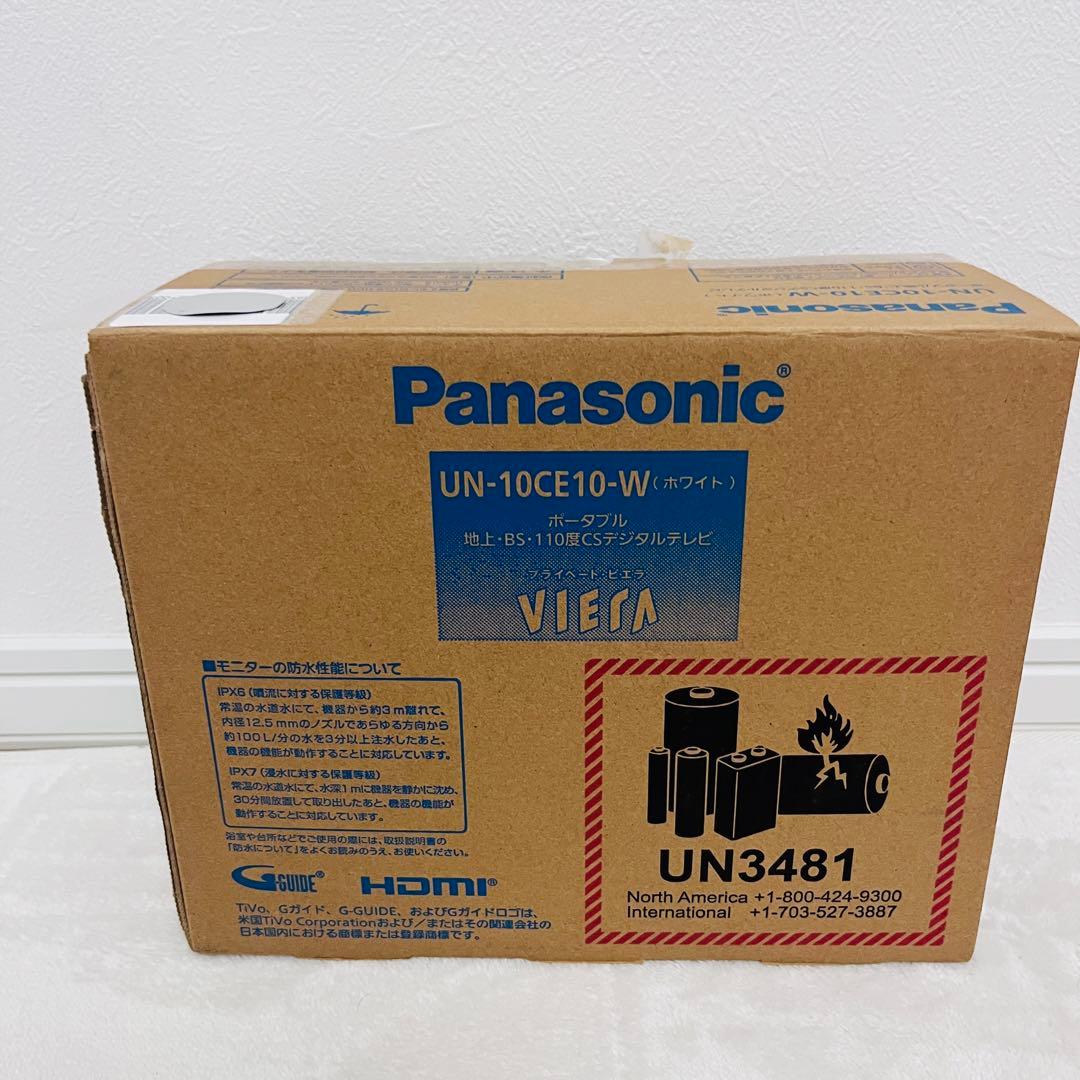 Panasonic
UN-10CE10-W(ホワイト)
Panasonic®
UN-10CE10-W(ホワイト)
ポータブル
地上・BS・110度CSデジタルテレビ
プライベート・ビエラ
VIERA
■モニターの防水性能について
IPX6(噴流に対する保護等級)
常温の水道水にて、機器から約3m離れて、
内径12.5mmのノズルであらゆる方向から
約100L/分の水を3分以上注水したあと、
機器の機能が動作することに対応しています。
IPX7(浸水に対する保護等級)
常温の水道水にて、水深1mに機器を静かに沈め、
30分間放置して取り出したあと、機器の機能が
動作することに対応しています。
浴室や台所などでご使用の際には、取扱説明書の
「防水について」をよくお読みのうえ、お使いください。
G-GUIDE® HDMI®
TiVo、Gガイド、G-GUIDE、およびGガイドロゴは、
米国TiVo Corporationおよび/またはその関連会社の
日本国内における商標または登録商標です。
UN3481
North America +1-800-424-9300
International +1-703-527-3887